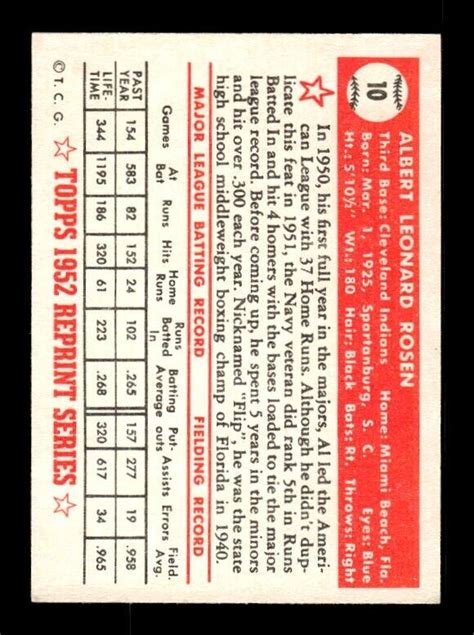 10
ALBERT LEONARD ROSEN
Third Base: Cleveland Indians Home: Miami Beach, Fla.
Born: Mar. 1, 1925, Spartanburg, S. C. Eyes: Blue
Ht.: 5'10½" Wt.: 180 Hair: Black Bats: Rt. Throws: Right
In 1950, his first full year in the majors, Al led the Ameri-
can League with 37 Home Runs. Although he didn't dup-
licate this feat in 1951, the Navy veteran did rank 5th in Runs
Batted In and hit 4 homers with the bases loaded to tie the major
league record. Before coming up, he spent 5 years in the minors
and hit over .300 each year. Nicknamed "Flip", he was the state
high school middleweight boxing champ of Florida in 1940.
MAJOR LEAGUE BATTING RECORD FIELDING RECORD
Games At Bat Runs Hits Home Runs Runs Batted In Batting Average Put-outs Assists Errors Field. Avg.
PAST YEAR 154 583 82 152 24 102 .265 157 277 19 .958
LIFE-TIME 344 1195 186 320 61 223 .268 320 617 34 .965
© T. C. G. TOPPS 1952 REPRINT SERIES